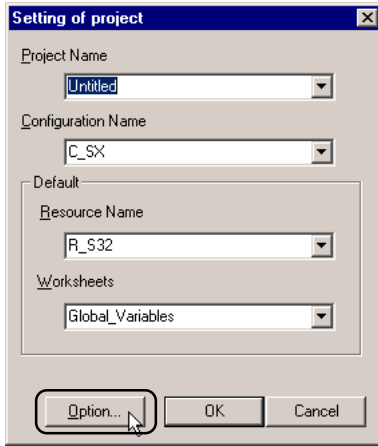 Setting of project
Project Name
Untitled
Configuration Name
C_SX
Default
Resource Name
R_S32
Worksheets
Global_Variables
Option... OK Cancel